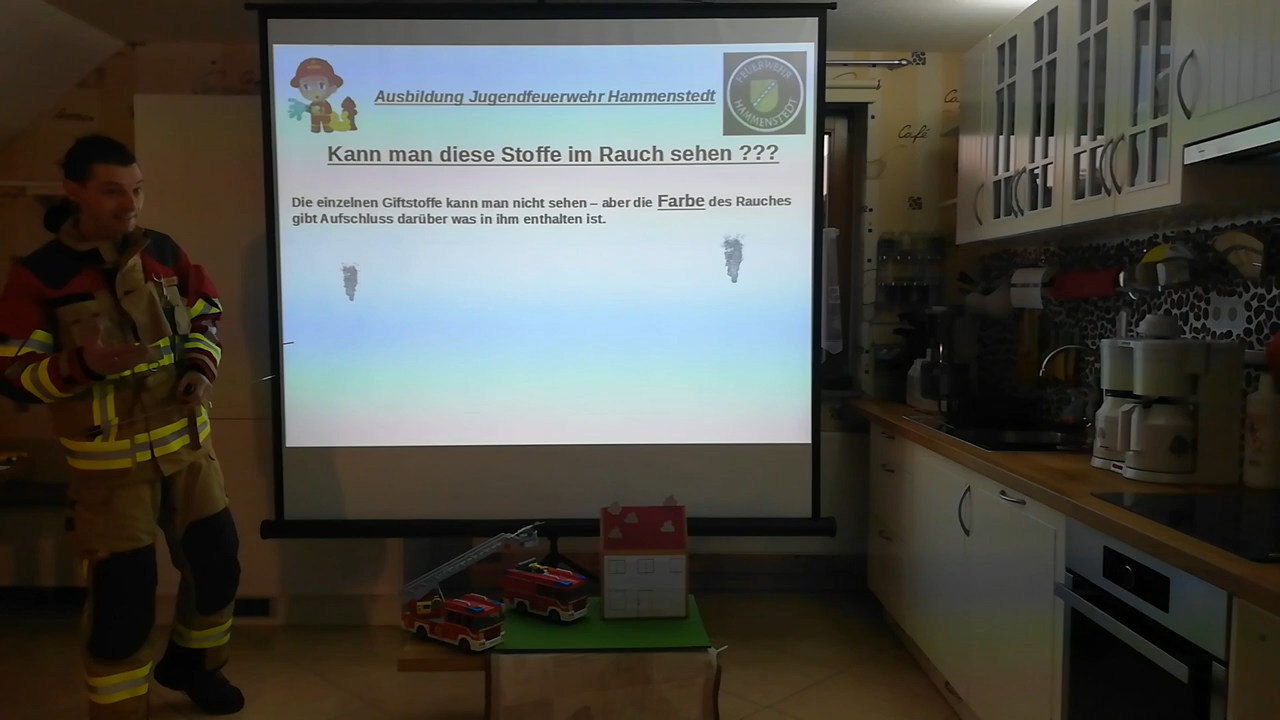 Ausbildung Jugendfeuerwehr Hammenstedt
FEUERWEHR
HAMMENSTEDT
Kann man diese Stoffe im Rauch sehen ???
Die einzelnen Giftstoffe kann man nicht sehen – aber die Farbe des Rauches
gibt Aufschluss darüber was in ihm enthalten ist.
Café